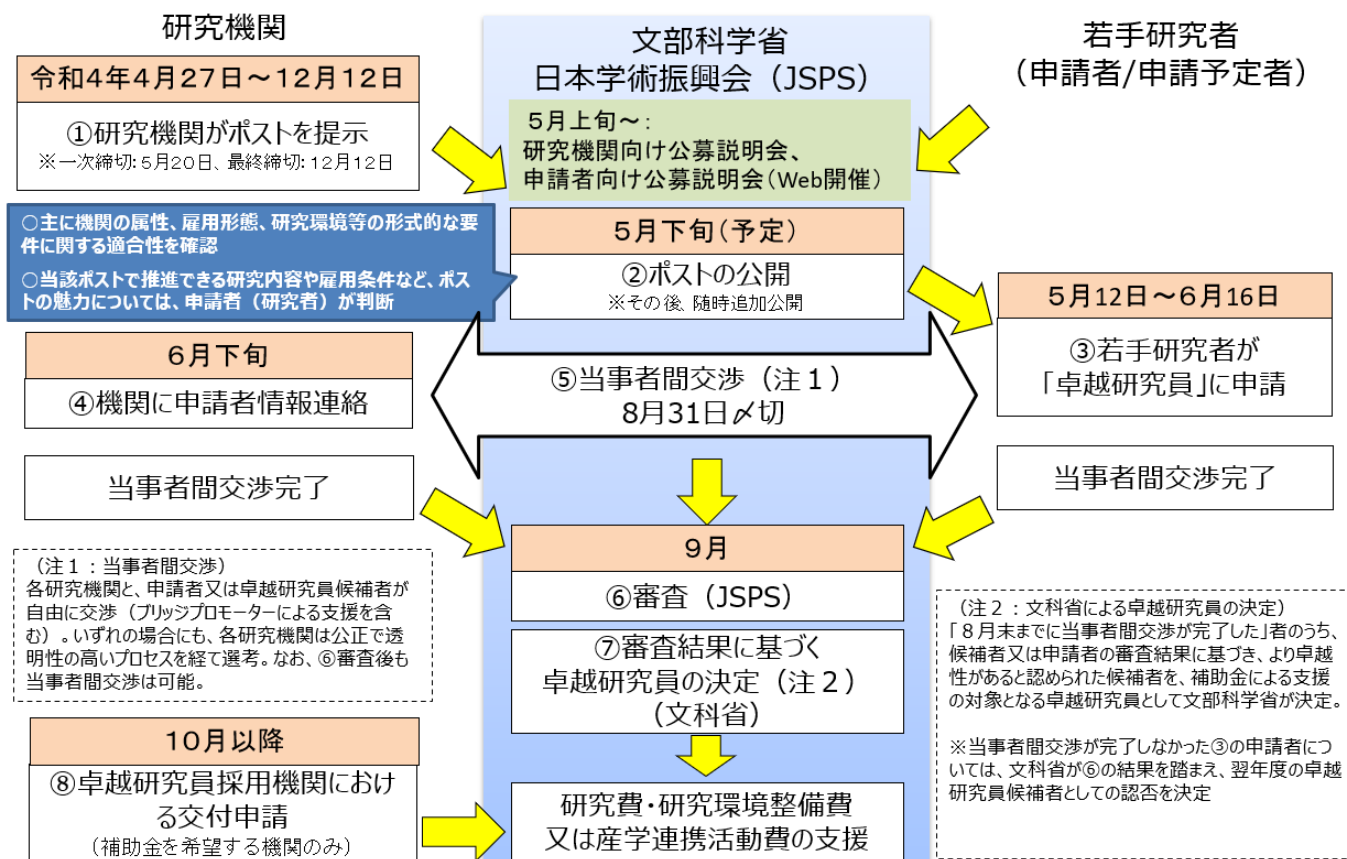 研究機関
令和4年4月27日～12月12日
①研究機関がポストを提示
※一次締切:5月20日、最終締切:12月12日
○主に機関の属性、雇用形態、研究環境等の形式的な要
件に関する適合性を確認
○当該ポストで推進できる研究内容や雇用条件など、ポス
トの魅力については、申請者（研究者）が判断
文部科学省
日本学術振興会（JSPS）
5月上旬～:
研究機関向け公募説明会、
申請者向け公募説明会（Web開催）
5月下旬（予定）
②ポストの公開
※その後、随時追加公開
若手研究者
（申請者/申請予定者）
5月12日～6月16日
③若手研究者が
「卓越研究員」に申請
6月下旬
④機関に申請者情報連絡
⑤当事者間交渉（注１）
8月31日〆切
当事者間交渉完了
当事者間交渉完了
（注１：当事者間交渉）
各研究機関と、申請者又は卓越研究員候補者が
自由に交渉（ブリッジプロモーターによる支援を含
む）。いずれの場合にも、各研究機関は公正で透
明性の高いプロセスを経て選考。なお、⑥審査後も
当事者間交渉は可能。
9月
⑥審査（JSPS）
⑦審査結果に基づく
卓越研究員の決定（注２）
（文科省）
（注２：文科省による卓越研究員の決定）
「８月末までに当事者間交渉が完了した」者のうち、
候補者又は申請者の審査結果に基づき、より卓越
性があると認められた候補者を、補助金による支援
の対象となる卓越研究員として文部科学省が決定。
※当事者間交渉が完了しなかった③の申請者につ
いては、文科省が⑥の結果を踏まえ、翌年度の卓越
研究員候補者としての認否を決定
10月以降
⑧卓越研究員採用機関におけ
る交付申請
（補助金を希望する機関のみ）
研究費・研究環境整備費
又は産学連携活動費の支援